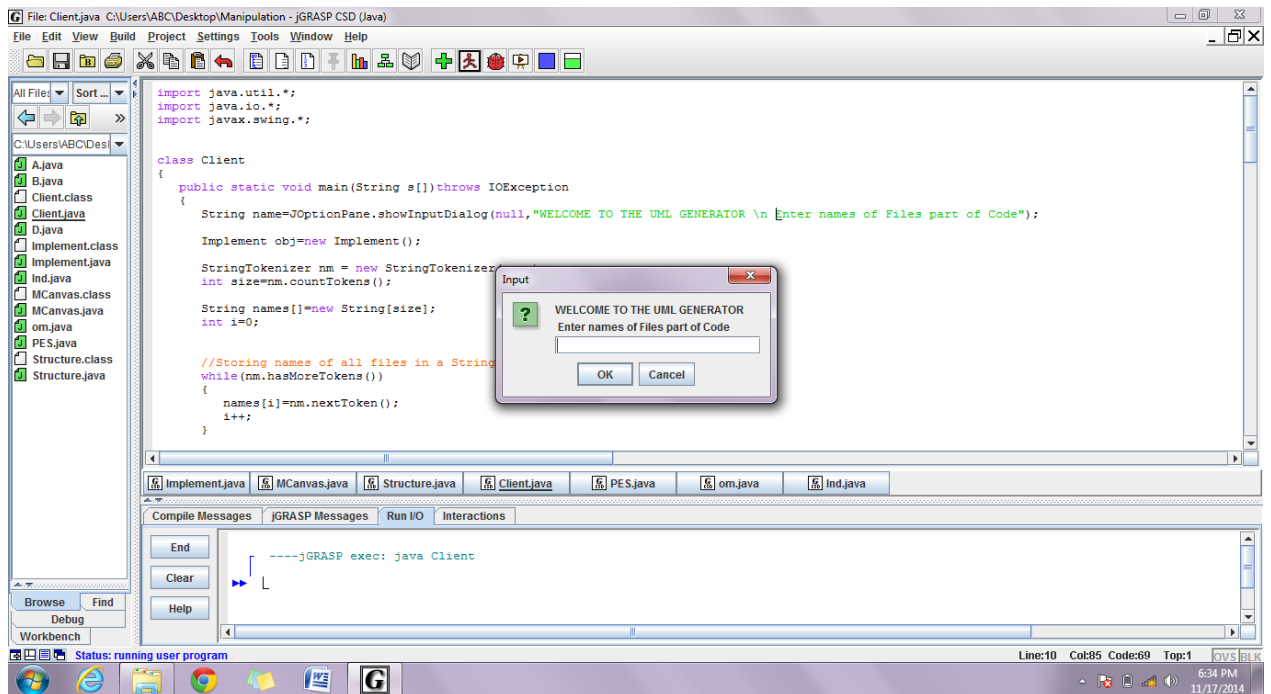 File: Client.java C:\Users\ABC\Desktop\Manipulation - jGRASP CSD (Java)
File Edit View Build Project Settings Tools Window Help
All Files Sort ...
C:\Users\ABC\Desl
A.java
B.java
Client.class
Client.java
D.java
Implement.class
Implement.java
Ind.java
MCanvas.class
MCanvas.java
om.java
PES.java
Structure.class
Structure.java
Browse Find
Debug
Workbench
import java.util.*;
import java.io.*;
import javax.swing.*;
class Client
{
public static void main(String s[])throws IOException
{
String name=JOptionPane.showInputDialog(null,"WELCOME TO THE UML GENERATOR \n Enter names of Files part of Code");
Implement obj=new Implement();
StringTokenizer nm = new StringTokenizer
int size=nm.countTokens();
String names[]=new String[size];
int i=0;
//Storing names of all files in a String
while(nm.hasMoreTokens())
{
names[i]=nm.nextToken();
i++;
}
Input
WELCOME TO THE UML GENERATOR
Enter names of Files part of Code
OK Cancel
Implement.java MCanvas.java Structure.java Client.java PES.java om.java Ind.java
Compile Messages jGRASP Messages Run I/O Interactions
End
Clear
Help
----jGRASP exec: java Client
Status: running user program
Line:10 Col:85 Code:69 Top:1 OVS BLK
6:34 PM
11/17/2014